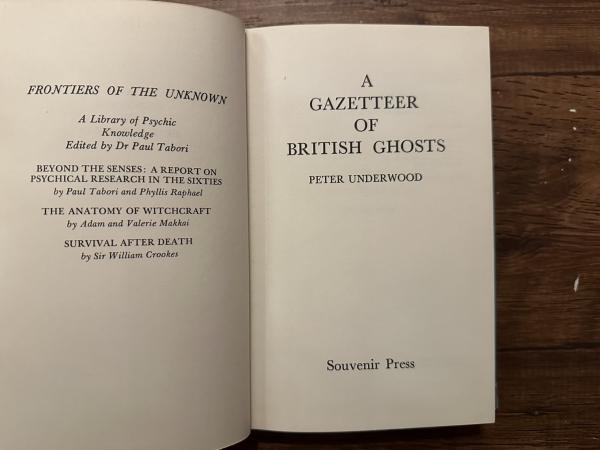 FRONTIERS OF THE UNKNOWN
A Library of Psychic
Knowledge
Edited by Dr Paul Tabori
BEYOND THE SENSES: A REPORT ON
PSYCHICAL RESEARCH IN THE SIXTIES
by Paul Tabori and Phyllis Raphael
THE ANATOMY OF WITCHCRAFT
by Adam and Valerie Makkai
SURVIVAL AFTER DEATH
by Sir William Crookes
A
GAZETTEER
OF
BRITISH GHOSTS
PETER UNDERWOOD
Souvenir Press